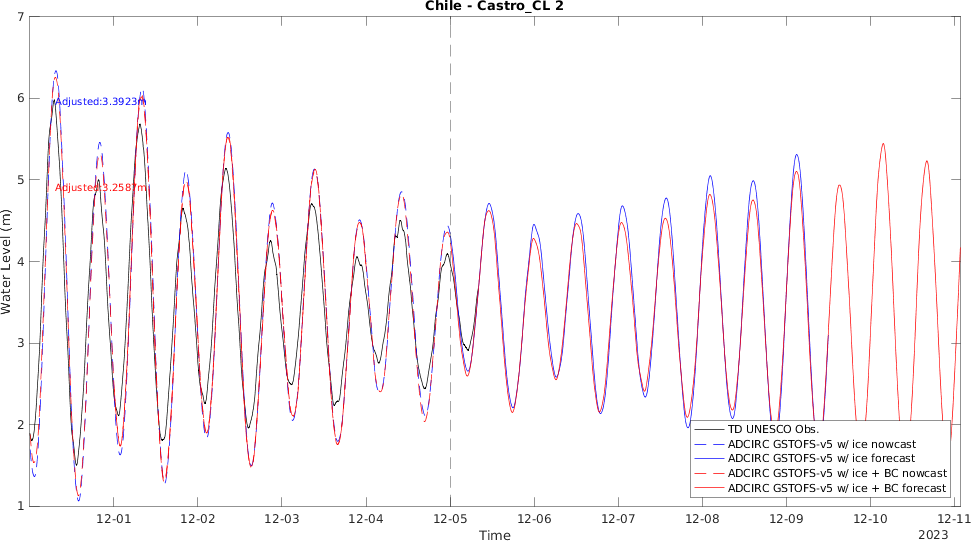 Chile - Castro_CL 2
7
6
5
4
3
2
1
Water Level (m)
Adjusted:3.3923m
Adjusted:3.2587m
TD UNESCO Obs.
ADCIRC GSTOFS-v5 w/ ice nowcast
ADCIRC GSTOFS-v5 w/ ice forecast
ADCIRC GSTOFS-v5 w/ ice + BC nowcast
ADCIRC GSTOFS-v5 w/ ice + BC forecast
12-01 12-02 12-03 12-04 12-05 12-06 12-07 12-08 12-09 12-10 12-11
Time
2023